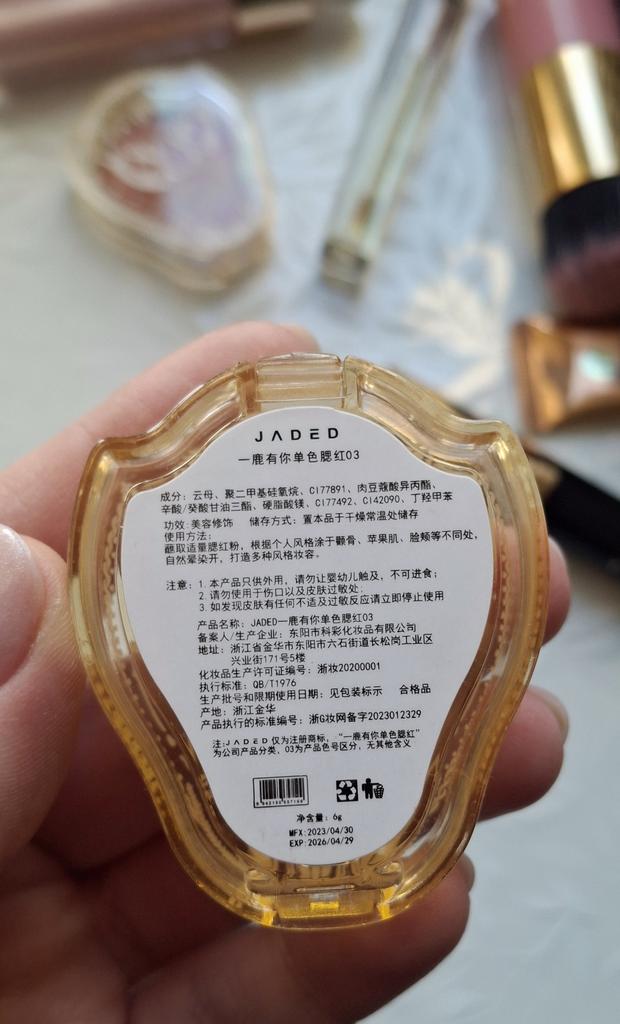 JADED
一鹿有你单色腮红03
成分：云母、聚二甲基硅氧烷、CI77891、肉豆蔻酸异丙酯、
辛酸/癸酸甘油三酯、硬脂酸镁、CI77492、CI42090、丁羟甲苯
功效：美容修饰 储存方式：置本品于干燥常温处储存
使用方法：
蘸取适量腮红粉，根据个人风格涂于颧骨、苹果肌、脸颊等不同处，
自然晕染开，打造多种风格妆容。
注意：1. 本产品只供外用，请勿让婴幼儿触及，不可进食；
2. 请勿使用于伤口以及皮肤过敏处；
3. 如发现皮肤有任何不适及过敏反应请立即停止使用
产品名称：JADED一鹿有你单色腮红03
备案人/生产企业：东阳市科彩化妆品有限公司
地址：浙江省金华市东阳市六石街道长松岗工业区
兴业街171号5楼
化妆品生产许可证编号：浙妆20200001
执行标准：QB/T1976
生产批号和限期使用日期：见包装标示 合格品
产地：浙江金华
产品执行的标准编号：浙G妆网备字2023012329
注：JADED仅为注册商标，“一鹿有你单色腮红”
为公司产品分类、03为产品色号区分，无其他含义
净含量：6g
MFX:2023/04/30
EXP:2026/04/29